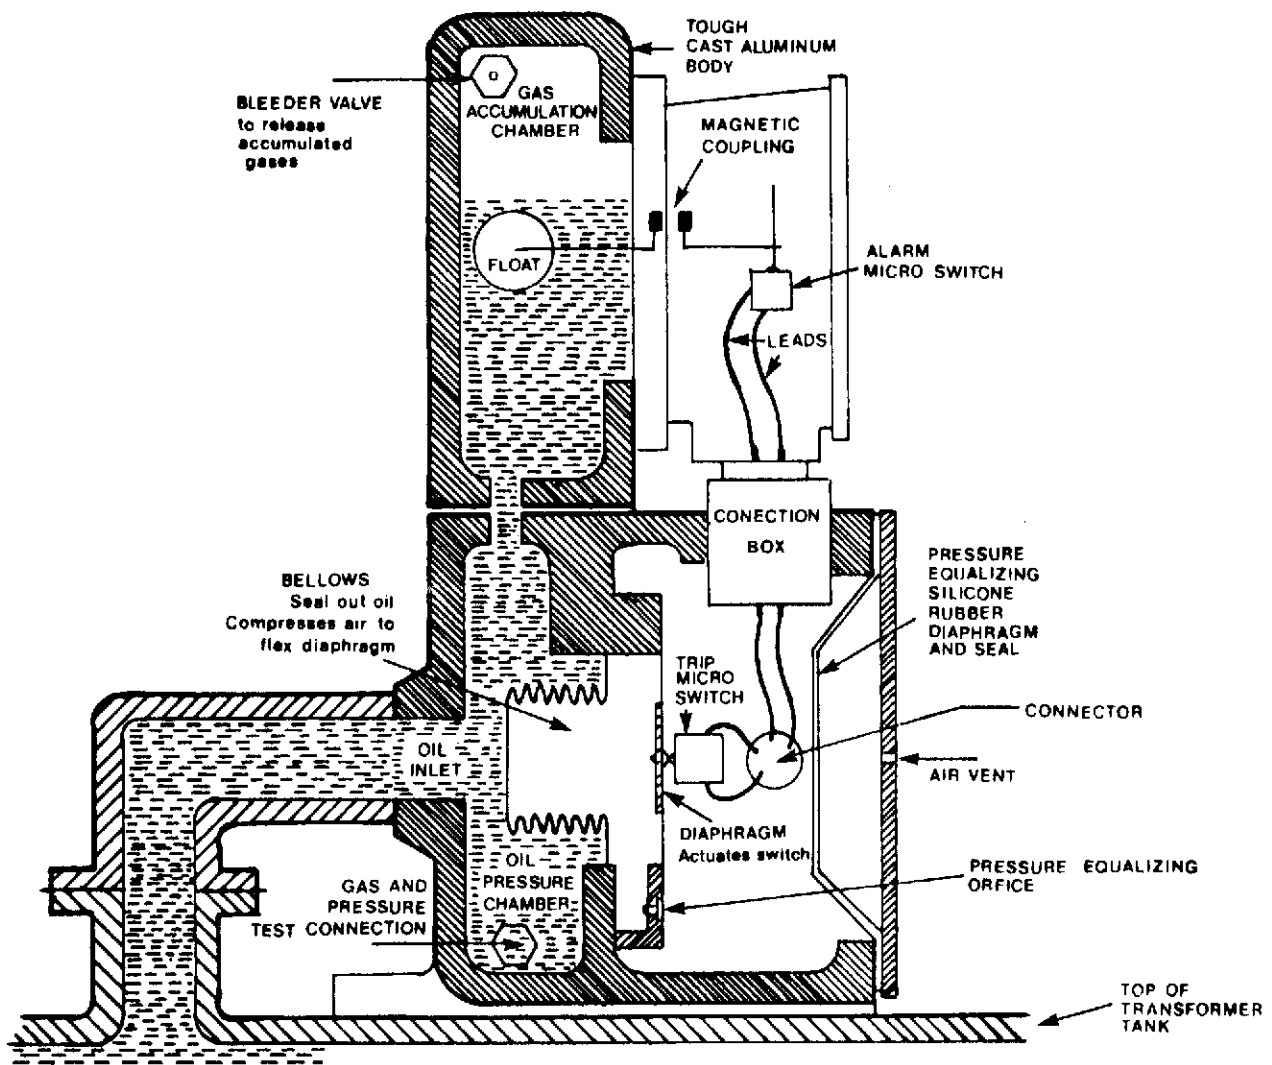 TOUGH
CAST ALUMINUM
BODY
BLEEDER VALVE
to release
accumulated
gases
GAS
ACCUMULATION
CHAMBER
MAGNETIC
COUPLING
FLOAT
ALARM
MICRO SWITCH
LEADS
CONECTION
BOX
PRESSURE
EQUALIZING
SILICONE
RUBBER
DIAPHRAGM
AND SEAL
BELLOWS
Seal out oil
Compresses air to
flex diaphragm
TRIP
MICRO
SWITCH
CONNECTOR
OIL
INLET
AIR VENT
DIAPHRAGM
Actuates switch
OIL
PRESSURE
CHAMBER
PRESSURE EQUALIZING
ORFICE
GAS AND
PRESSURE
TEST CONNECTION
TOP OF
TRANSFORMER
TANK